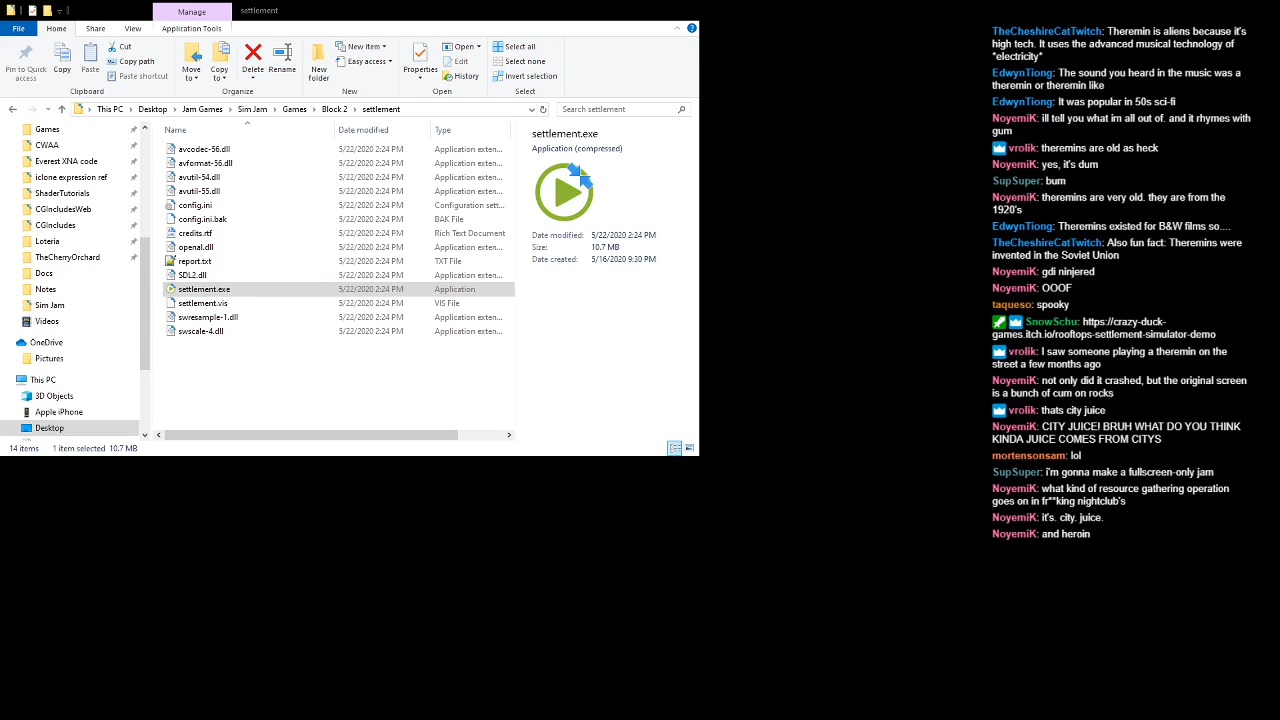 Manage
settlement
File
Home
Share
View
Application Tools
Pin to Quick access
Copy
Paste
Cut
Copy path
Paste shortcut
Clipboard
Move to
Copy to
Delete
Rename
Organize
New folder
New item
Easy access
New
Properties
Open
Edit
History
Open
Select all
Select none
Invert selection
Select
This PC > Desktop > Jam Games > Sim Jam > Games > Block 2 > settlement
Search settlement
Games
CWAA
Everest XNA code
iclone expression ref
ShaderTutorials
CGIncludesWeb
CGIncludes
Loteria
TheCherryOrchard
Docs
Notes
Sim Jam
Videos
OneDrive
Pictures
This PC
3D Objects
Apple iPhone
Desktop
Name Date modified Type
avcodec-56.dll 5/22/2020 2:24 PM Application exten...
avformat-56.dll 5/22/2020 2:24 PM Application exten...
avutil-54.dll 5/22/2020 2:24 PM Application exten...
avutil-55.dll 5/22/2020 2:24 PM Application exten...
config.ini 5/22/2020 2:24 PM Configuration sett...
config.ini.bak 5/22/2020 2:24 PM BAK File
credits.rtf 5/22/2020 2:24 PM Rich Text Document
openal.dll 5/22/2020 2:24 PM Application exten...
report.txt 5/22/2020 2:24 PM TXT File
SDL2.dll 5/22/2020 2:24 PM Application exten...
settlement.exe 5/22/2020 2:24 PM Application
settlement.vis 5/22/2020 2:24 PM VIS File
swresample-1.dll 5/22/2020 2:24 PM Application exten...
swscale-4.dll 5/22/2020 2:24 PM Application exten...
settlement.exe
Application (compressed)
Date modified: 5/22/2020 2:24 PM
Size: 10.7 MB
Date created: 5/16/2020 9:30 PM
14 items 1 item selected 10.7 MB
TheCheshireCatTwitch: Theremin is aliens because it's
high tech. It uses the advanced musical technology of
*electricity*
EdwynTiong: The sound you heard in the music was a
theremin or theremin like
EdwynTiong: It was popular in 50s sci-fi
NoyemiK: ill tell you what im all out of. and it rhymes with
gum
vrolik: theremins are old as heck
NoyemiK: yes, it's dum
SupSuper: bum
NoyemiK: theremins are very old. they are from the
1920's
EdwynTiong: Theremins existed for B&W films so....
TheCheshireCatTwitch: Also fun fact: Theremins were
invented in the Soviet Union
NoyemiK: gdi ninjered
NoyemiK: OOOF
taqueso: spooky
SnowSchu: https://crazy-duck-
games.itch.io/rooftops-settlement-simulator-demo
vrolik: I saw someone playing a theremin on the
street a few months ago
NoyemiK: not only did it crashed, but the original screen
is a bunch of cum on rocks
vrolik: thats city juice
NoyemiK: CITY JUICE! BRUH WHAT DO YOU THINK
KINDA JUICE COMES FROM CITYS
mortensonsam: lol
SupSuper: i'm gonna make a fullscreen-only jam
NoyemiK: what kind of resource gathering operation
goes on in fr**king nightclub's
NoyemiK: it's. city. juice.
NoyemiK: and heroin